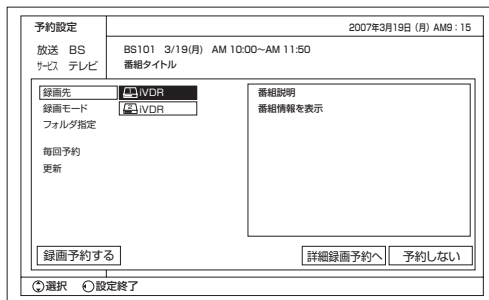 予約設定 2007年3月19日 (月) AM9：15
放送 BS BS101 3/19(月) AM 10:00～AM 11:50
サービス テレビ 番組タイトル
録画先 1 iVDR 番組説明
録画モード 2 iVDR 番組情報を表示
フォルダ指定
毎回予約
更新
録画予約する 詳細録画予約へ 予約しない
選択 設定終了